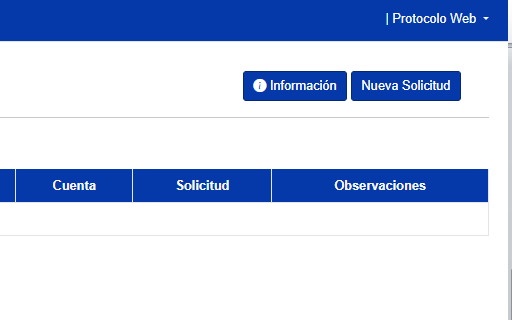 | Protocolo Web
Información Nueva Solicitud
Cuenta Solicitud Observaciones